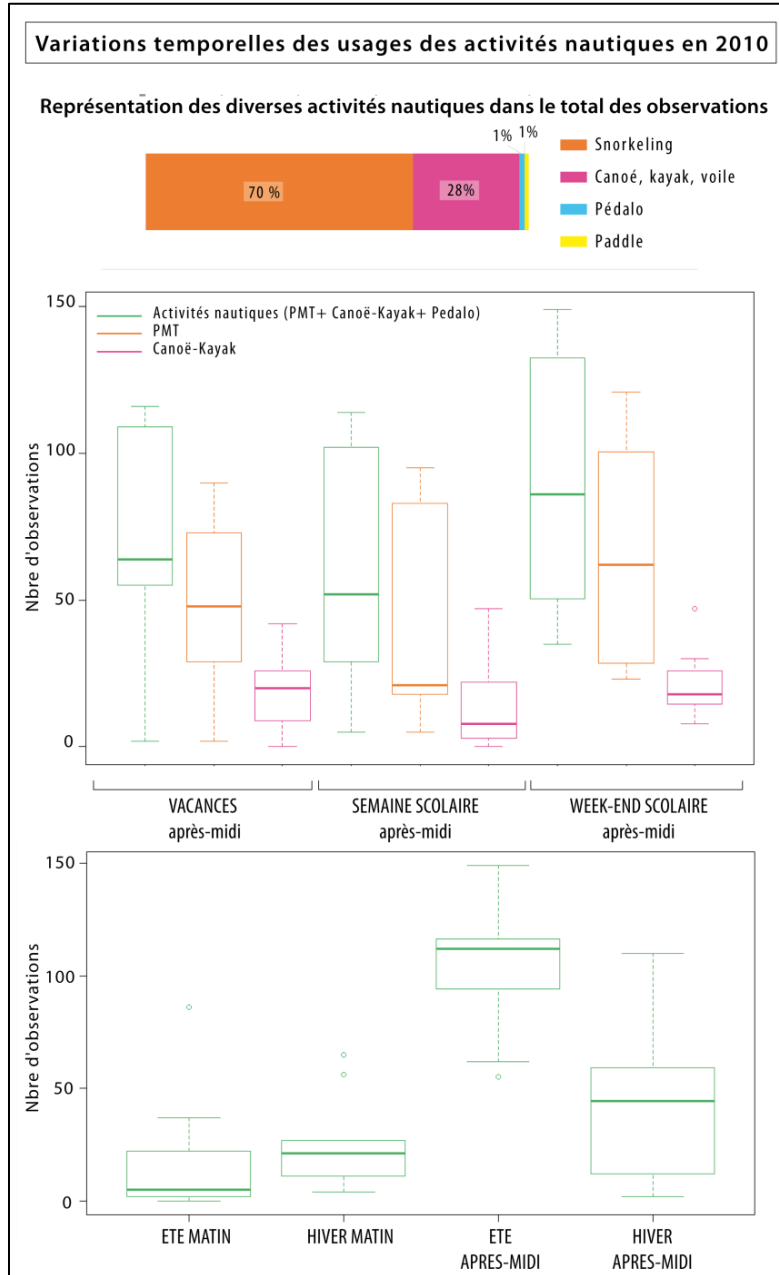 Variations temporelles des usages des activités nautiques en 2010
Représentation des diverses activités nautiques dans le total des observations
1% 1%
70 % 28%
Snorkeling
Canoé, kayak, voile
Pédalo
Paddle
Activités nautiques (PMT+ Canoë-Kayak+ Pedalo)
PMT
Canoë-Kayak
Nbre d'observations
150
100
50
0
VACANCES
après-midi
SEMAINE SCOLAIRE
après-midi
WEEK-END SCOLAIRE
après-midi
Nbre d'observations
150
100
50
0
ETE MATIN
HIVER MATIN
ETE
APRES-MIDI
HIVER
APRES-MIDI